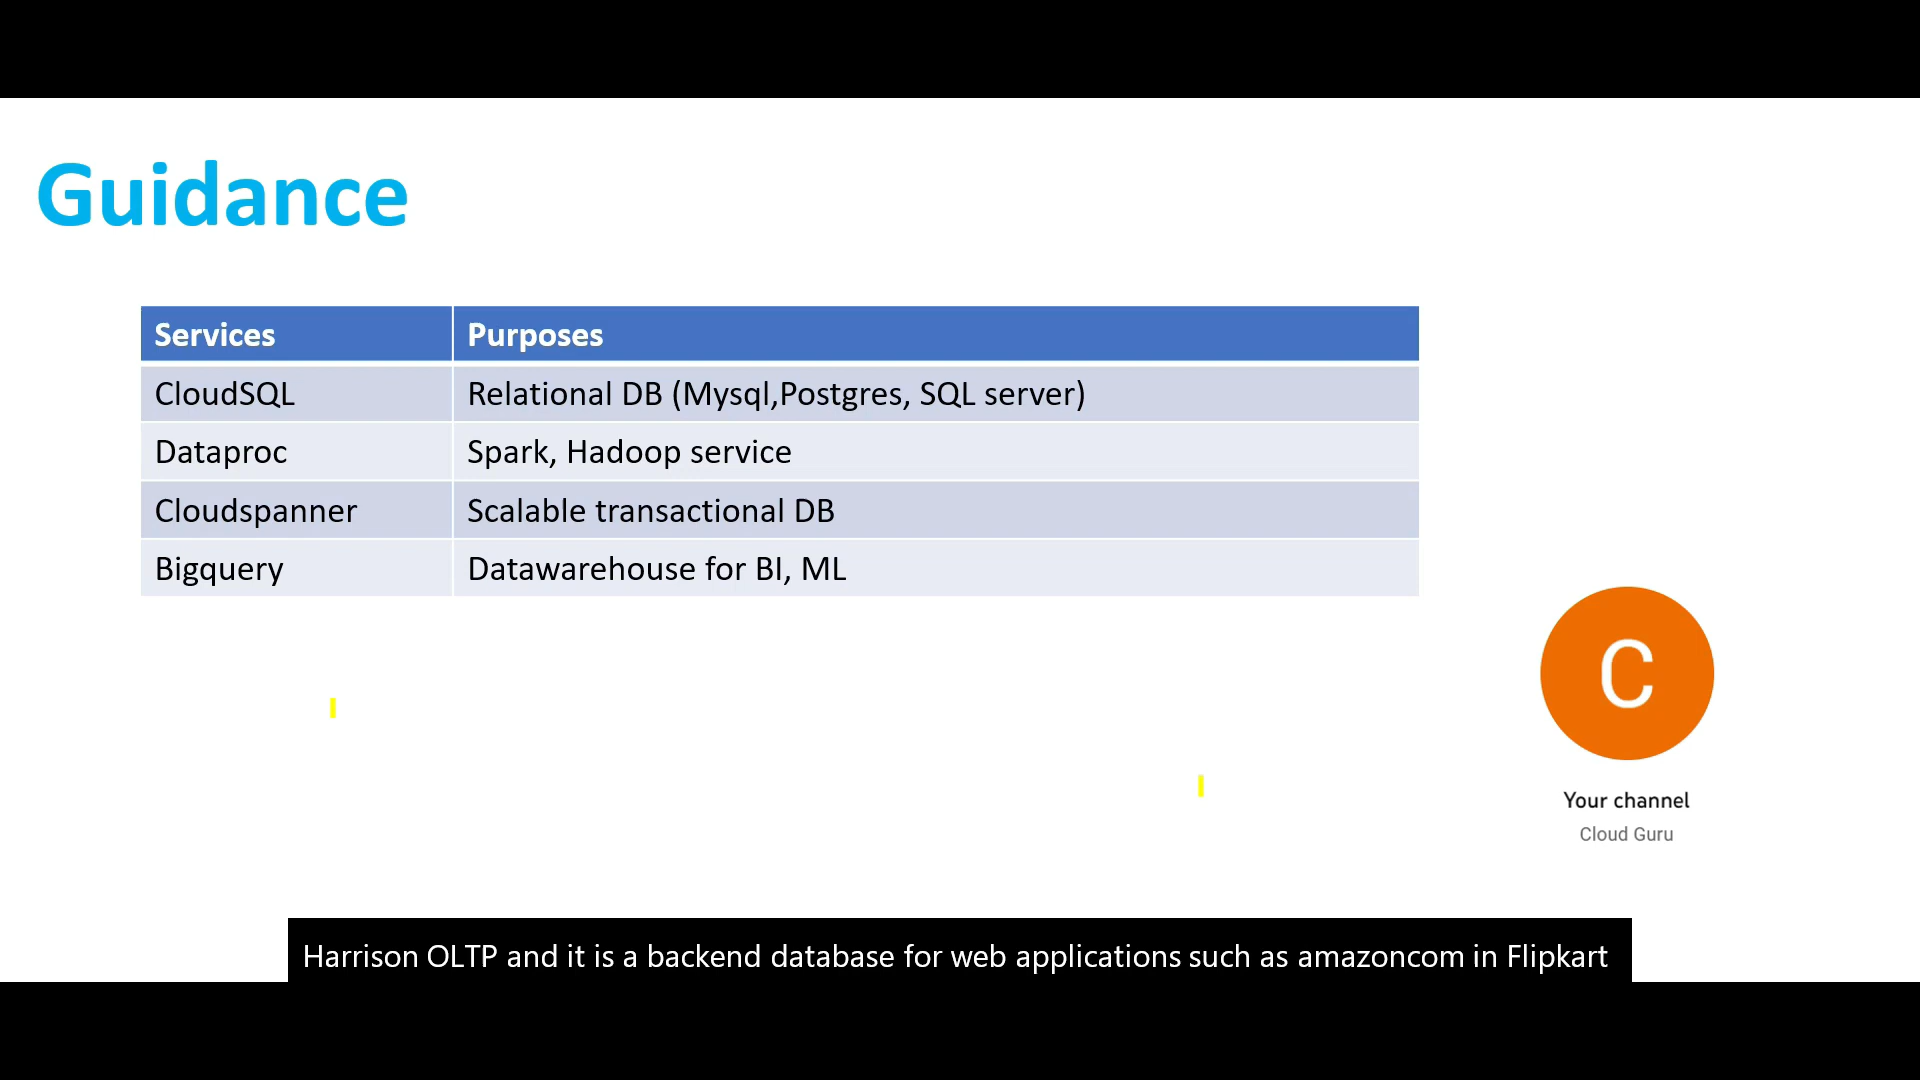 Guidance
Services Purposes
CloudSQL Relational DB (Mysql,Postgres, SQL server)
Dataproc Spark, Hadoop service
Cloudspanner Scalable transactional DB
Bigquery Datawarehouse for BI, ML
C
Your channel
Cloud Guru
Harrison OLTP and it is a backend database for web applications such as amazoncom in Flipkart